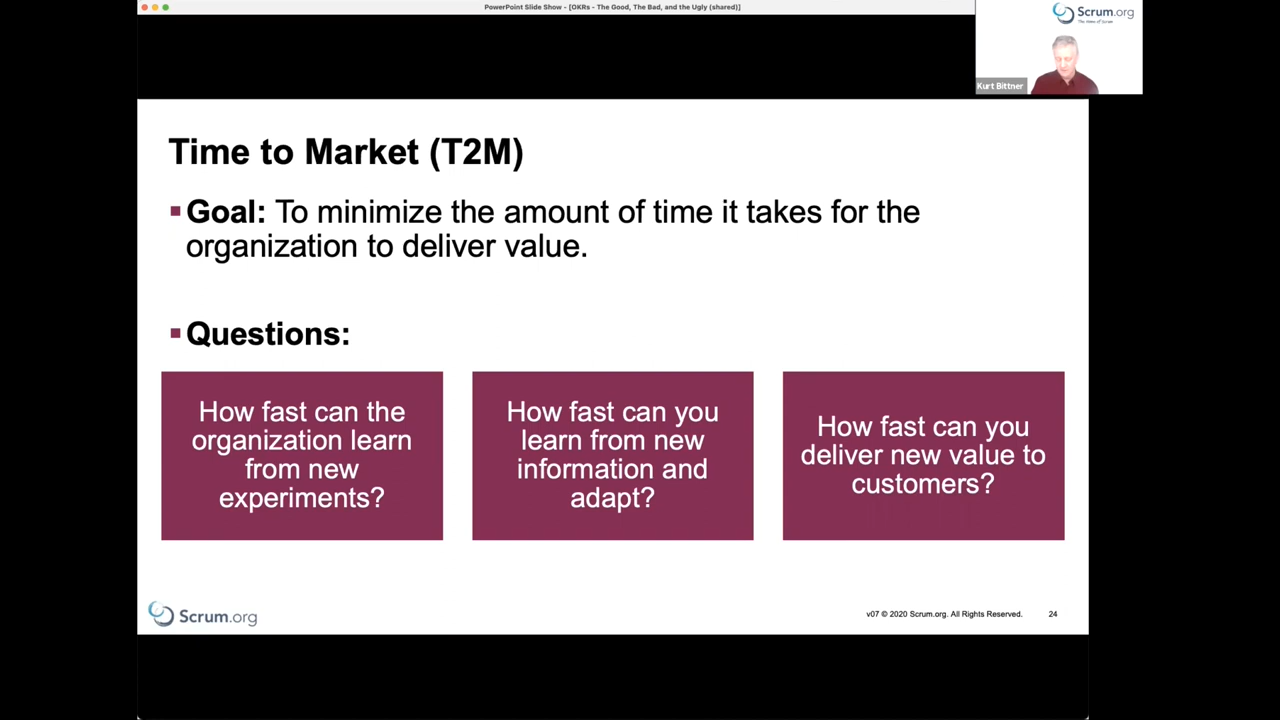 PowerPoint Slide Show - [OKRs - The Good, The Bad, and the Ugly (shared)]
Scrum.org
Kurt Bittner
Time to Market (T2M)
Goal: To minimize the amount of time it takes for the
organization to deliver value.
Questions:
How fast can the
organization learn
from new
experiments?
How fast can you
learn from new
information and
adapt?
How fast can you
deliver new value to
customers?
Scrum.org
v07 © 2020 Scrum.org. All Rights Reserved.
24